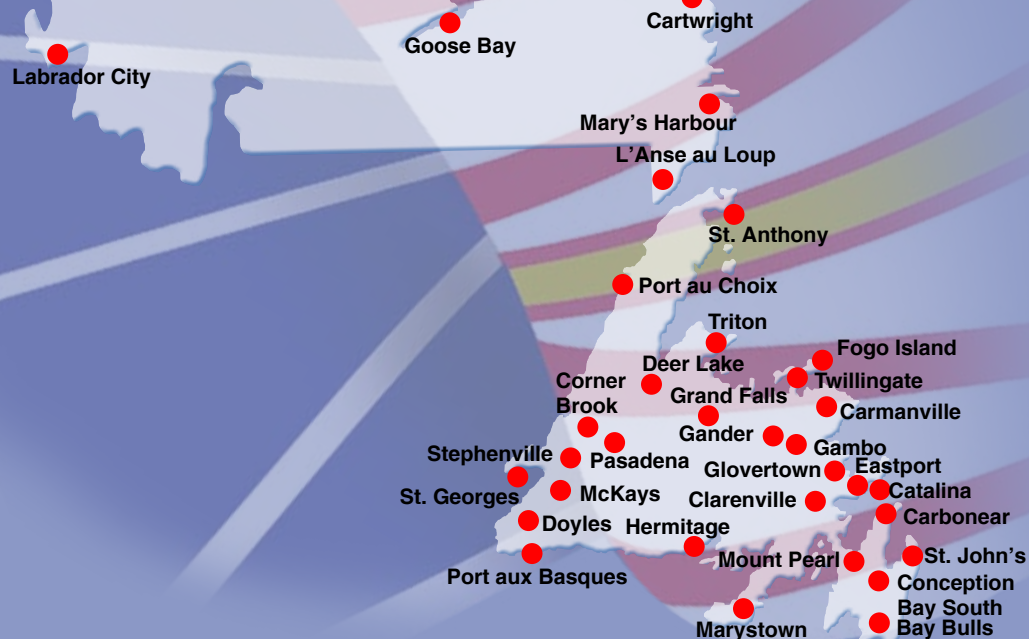 Cartwright
Goose Bay
Labrador City
Mary's Harbour
L'Anse au Loup
St. Anthony
Port au Choix
Triton
Fogo Island
Deer Lake
Twillingate
Corner
Brook
Grand Falls
Carmanville
Gander
Gambo
Stephenville
Pasadena
Glovertown
Eastport
St. Georges
McKays
Clarenville
Catalina
Carbonear
Doyles
Hermitage
Mount Pearl
St. John's
Port aux Basques
Conception
Bay South
Bay Bulls
Marystown